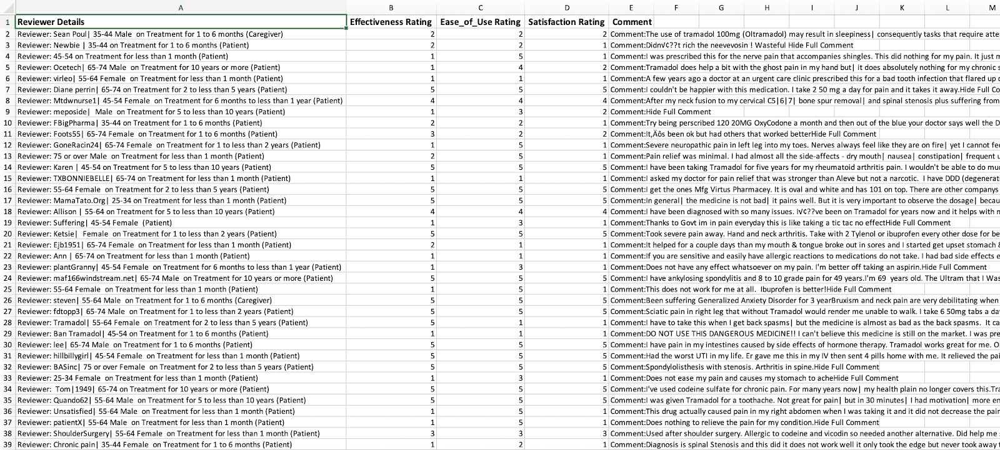 A B C D E F G H I J K L M
1 Reviewer Details Effectiveness Rating Ease_of_Use Rating Satisfaction Rating Comment
2 Reviewer: Sean Poul| 35-44 Male  on Treatment for 1 to 6 months (Caregiver) 2 2 2 Comment:The use of tramadol 100mg (Oltramadol) may result in sleepiness| consequently tasks that require atte
3 Reviewer: Newbie | 35-44 on Treatment for 1 to 6 months (Patient) 2 2 1 Comment:Didn√¢??t rich the neevevosin ! Wasteful Hide Full Comment
4 Reviewer: 45-54 on Treatment for less than 1 month (Patient) 1 5 1 Comment:I was prescribed this for the nerve pain that accompanies shingles. This did nothing for my pain. It just m
5 Reviewer: Ocetech| 65-74 Male  on Treatment for 10 years or more (Patient) 1 4 2 Comment:Tramadol does help a bit with the ghost pain in my hand but| it does absolutely nothing for my chronic s
6 Reviewer: virleo| 55-64 Female  on Treatment for less than 1 month (Patient) 1 1 1 Comment:A few years ago a doctor at an urgent care clinic prescribed this for a bad tooth infection that flared up o
7 Reviewer: Diane perrin| 65-74 on Treatment for 2 to less than 5 years (Patient) 5 5 5 Comment:I couldn't be happier with this medication. I take 2 50 mg a day for pain and it takes it away.Hide Full Co
8 Reviewer: Mtdwnurse1| 45-54 Female  on Treatment for 6 months to less than 1 year (Patient) 4 4 4 Comment:After my neck fusion to my cervical C5|6|7| bone spur removal| and spinal stenosis plus suffering from
9 Reviewer: meposide|  Male  on Treatment for 5 to less than 10 years (Patient) 1 3 2 Comment:Hide Full Comment
10 Reviewer: FBigPharma| 35-44 on Treatment for 1 to 6 months (Patient) 2 2 1 Comment:Try being perscribed 120 20MG OxyCodone a month and then out of the blue your doctor says well the D
11 Reviewer: Foots55| 65-74 Female  on Treatment for 1 to 6 months (Patient) 3 2 2 Comment:It‚Äôs been ok but had others that worked betterHide Full Comment
12 Reviewer: GoneRacin24| 65-74 Female  on Treatment for 1 to less than 2 years (Patient) 1 5 1 Comment:Severe neuropathic pain in left leg into my toes. Nerves always feel like they are on fire| yet I cannot fee
13 Reviewer: 75 or over Male  on Treatment for less than 1 month (Patient) 2 5 1 Comment:Pain relief was minimal. I had almost all the side-affects - dry mouth| nausea| constipation| frequent u
14 Reviewer: Karen | 45-54 on Treatment for 5 to less than 10 years (Patient) 5 5 5 Comment:I have been taking Tramadol for five years for my rheumatoid arthritis pain. I wouldn't be able to do muc
15 Reviewer: TXBONNIEBELLE| 65-74 on Treatment for less than 1 month (Patient) 1 1 1 Comment:I asked my doctor for pain relief that was stronger than Aleve but not a narcotic.  I have DDD (degenerati
16 Reviewer: 55-64 Female  on Treatment for 2 to less than 5 years (Patient) 5 5 5 Comment:I get the ones Mfg Virtus Pharmacey. It is oval and white and has 101 on top. There are other companys
17 Reviewer: MamaTato.Org| 25-34 on Treatment for less than 1 month (Patient) 5 5 5 Comment:In general| the medicine is not bad| it pains well. But it is very important to observe the dosage| becau
18 Reviewer: Allison | 55-64 on Treatment for 5 to less than 10 years (Patient) 4 4 4 Comment:I have been diagnosed with so many issues. I√¢??ve been on Tramadol for years now and it helps with m
19 Reviewer: Suffering| 45-54 Female  (Patient) 1 3 1 Comment:Thanks to Govt im in pain everyday this is like taking a tic tac no effectHide Full Comment
20 Reviewer: Ketsie|  Female  on Treatment for 1 to less than 2 years (Patient) 5 5 5 Comment:Took severe pain away. Hand and neck arthritis. Take with 2 Tylenol or ibuprofen every other dose for be
21 Reviewer: Ejb1951| 65-74 Female  on Treatment for less than 1 month (Patient) 2 1 1 Comment:It helped for a couple days than my mouth & tongue broke out in sores and I started get upset stomach &
22 Reviewer: Ann | 65-74 on Treatment for less than 1 month (Patient) 1 1 1 Comment:If you are sensitive and easily have allergic reactions to medications do not take. I had bad side effects e
23 Reviewer: plantGranny| 45-54 Female  on Treatment for 6 months to less than 1 year (Patient) 1 3 1 Comment:Does not have any effect whatsoever on my pain. I'm better off taking an aspirin.Hide Full Comment
24 Reviewer: maf166windstream.net| 65-74 Male  on Treatment for 10 years or more (Patient) 5 5 5 Comment:I have ankylosing spondylitis and 8 to 10 grade pain for 49 years.I'm 69  years old. The Ultram that I Was
25 Reviewer: 55-64 Female  on Treatment for less than 1 month (Patient) 1 5 1 Comment:This does not work for me at all.  Ibuprofen is better!Hide Full Comment
26 Reviewer: steven| 55-64 Male  on Treatment for 1 to 6 months (Caregiver) 5 5 5 Comment:Been suffering Generalized Anxiety Disorder for 3 yearBruxism and neck pain are very debilitating when
27 Reviewer: fdtopp3| 65-74 Male  on Treatment for 1 to less than 2 years (Patient) 5 5 5 Comment:Sciatic pain in right leg that without Tramadol would render me unable to walk. I take 6 50mg tabs a da
28 Reviewer: Tramadol| 55-64 Female  on Treatment for 2 to less than 5 years (Patient) 5 1 1 Comment:I have to take this when I get back spasms| but the medicine is almost as bad as the back spasms.  It ca
29 Reviewer: Ban Tramadol| 45-54 on Treatment for 1 to 6 months (Patient) 1 1 1 Comment:DO NOT USE THIS DANGEROUS MEDICINE!! I can't believe this medicine is still on the market. I was pre
30 Reviewer: lee| 65-74 Male  on Treatment for 1 to 6 months (Patient) 5 5 5 Comment:I have pain in my intestines caused by side effects of hormone therapy. Tramadol works great for me. O
31 Reviewer: hillbillygirl| 45-54 Female  on Treatment for less than 1 month (Patient) 5 5 5 Comment:Had the worst UTI in my life. Er gave me this in my IV then sent 4 pills home with me. It relieved the pai
32 Reviewer: BASinc| 75 or over Female  on Treatment for 2 to less than 5 years (Patient) 5 5 5 Comment:Spondylolisthesis with stenosis. Arthritis in spine.Hide Full Comment
33 Reviewer: 25-34 Female  on Treatment for less than 1 month (Patient) 1 3 1 Comment:Does not ease my pain and causes my stomach to acheHide Full Comment
34 Reviewer:  Tom|1949| 65-74 on Treatment for 10 years or more (Patient) 5 5 5 Comment:I've used codeine sulfate for chronic pain. For many years now| my health plain no longer covers this.Tra
35 Reviewer: Quando62| 55-64 Male  on Treatment for 5 to less than 10 years (Patient) 5 5 5 Comment:I was given Tramadol for a toothache. Not great for pain| but in 30 minutes| I had motivation| more en
36 Reviewer: Unsatisfied| 55-64 Male  on Treatment for less than 1 month (Patient) 1 5 1 Comment:This drug actually caused pain in my right abdomen when I was taking it and it did not decrease the pain
37 Reviewer: patientX| 55-64 Male  on Treatment for less than 1 month (Patient) 1 5 1 Comment:Does nothing to relieve the pain for my condition.Hide Full Comment
38 Reviewer: ShoulderSurgery| 55-64 Female  on Treatment for less than 1 month (Patient) 3 3 3 Comment:Used after shoulder surgery. Allergic to codeine and vicodin so needed another alternative. Did help me
39 Reviewer: Chronic pain| 35-44 Female  on Treatment for 1 to 6 months (Patient) 1 2 1 Comment:Diagnosis is spinal Stenosis and this did it does not work well it only took the edge but never took away t